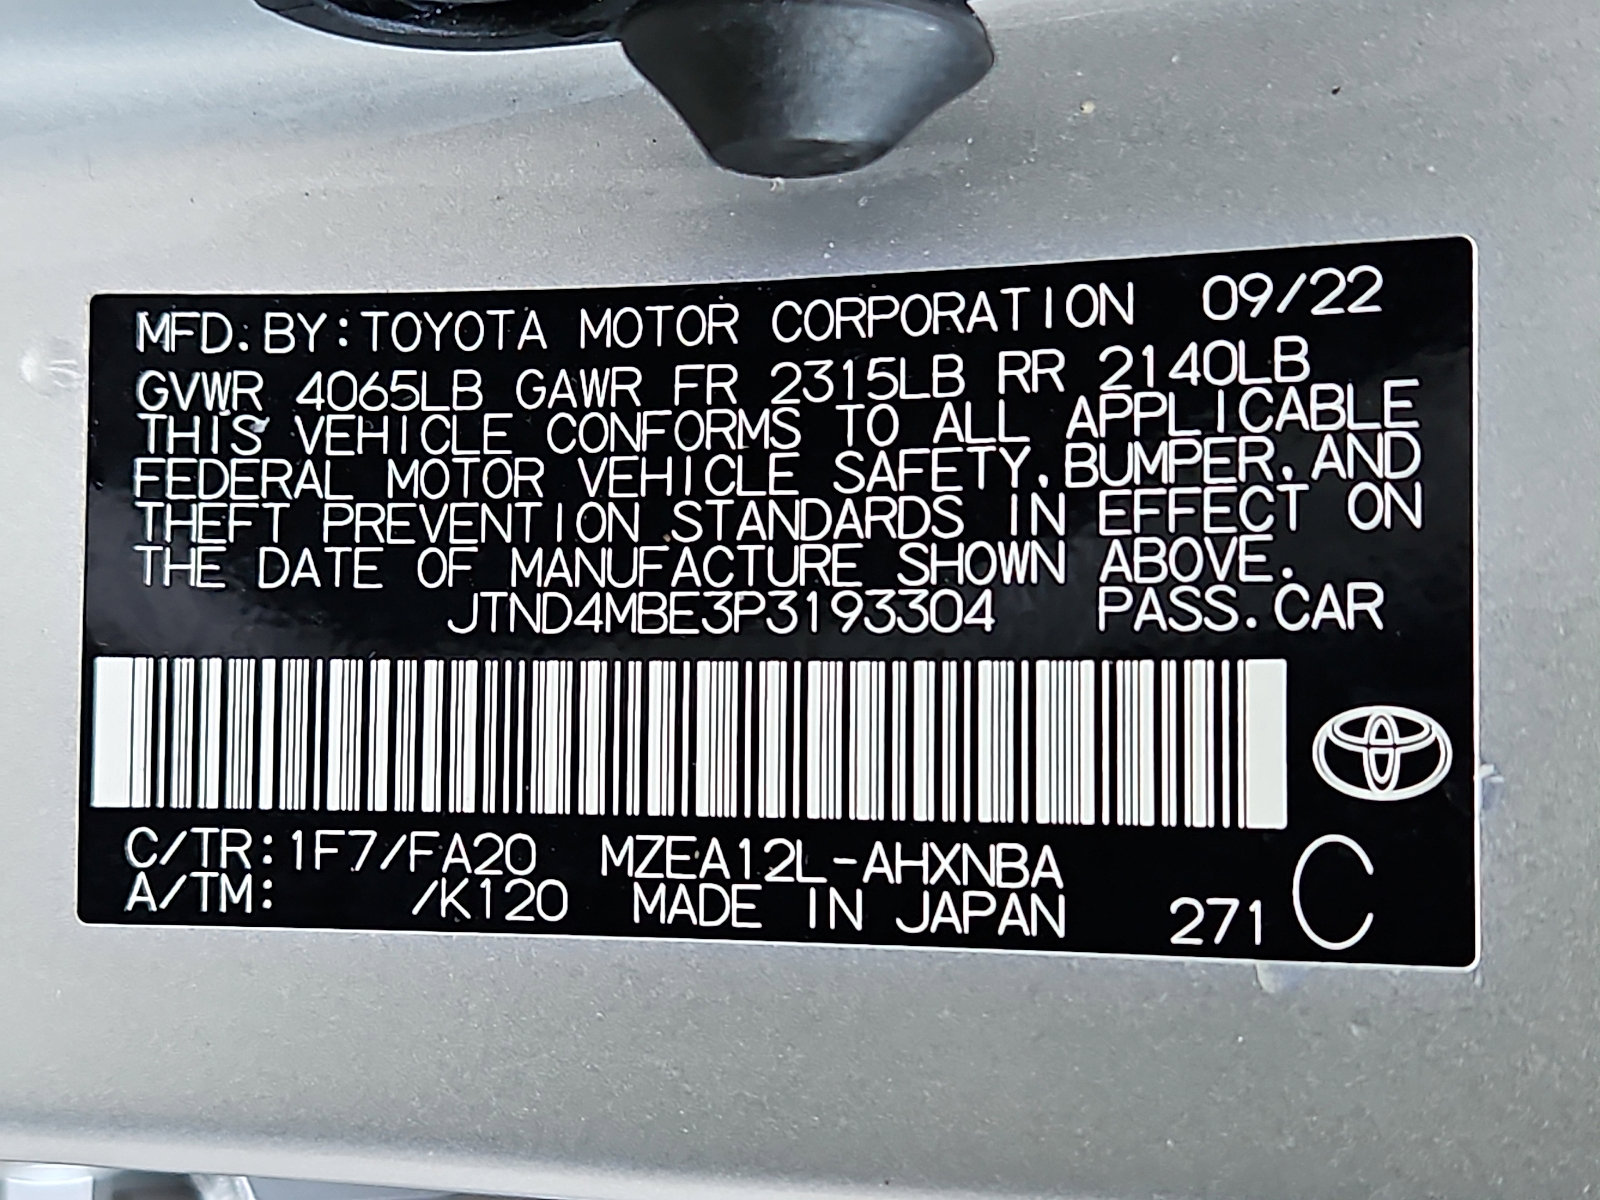 MFD. BY: TOYOTA MOTOR CORPORATION 09/22
GVWR 4065LB GAWR FR 2315LB RR 2140LB
THIS VEHICLE CONFORMS TO ALL APPLICABLE
FEDERAL MOTOR VEHICLE SAFETY, BUMPER, AND
THEFT PREVENTION STANDARDS IN EFFECT ON
THE DATE OF MANUFACTURE SHOWN ABOVE.
JTND4MBE3P3193304 PASS. CAR
C/TR: 1F7/FA20 MZEA12L-AHXNBA
A/TM: /K120 MADE IN JAPAN 271 C